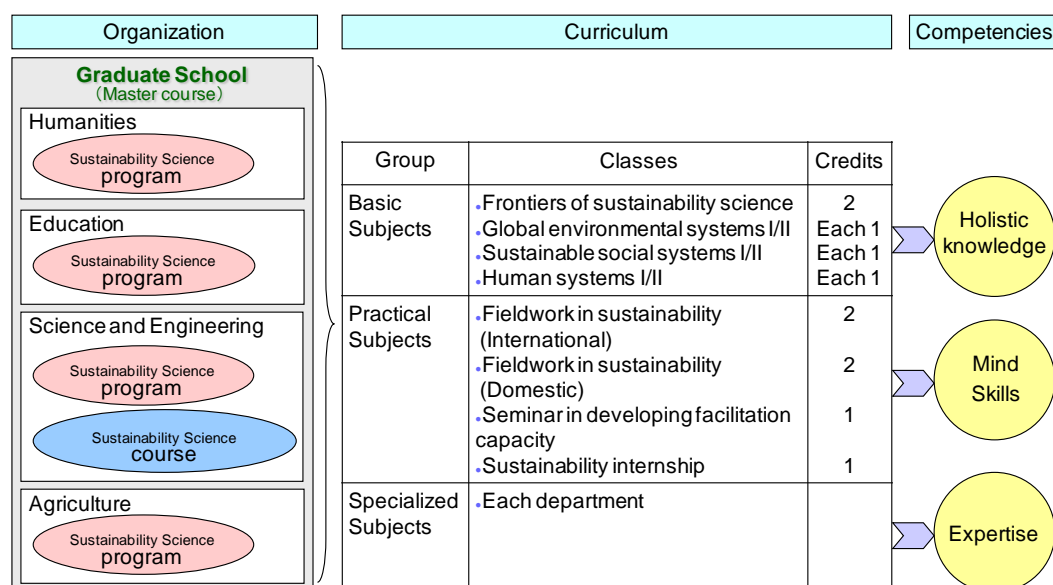 Organization
Curriculum
Competencies
Graduate School
(Master course)
Humanities
Sustainability Science
program
Education
Sustainability Science
program
Science and Engineering
Sustainability Science
program
Sustainability Science
course
Agriculture
Sustainability Science
program
Group Classes Credits
Basic Subjects
•Frontiers of sustainability science 2
•Global environmental systems I/II Each 1
•Sustainable social systems I/II Each 1
•Human systems I/II Each 1
Practical Subjects
•Fieldwork in sustainability 2
(International)
•Fieldwork in sustainability 2
(Domestic)
•Seminar in developing facilitation 1
capacity
•Sustainability internship 1
Specialized Subjects
•Each department
Holistic
knowledge
Mind
Skills
Expertise